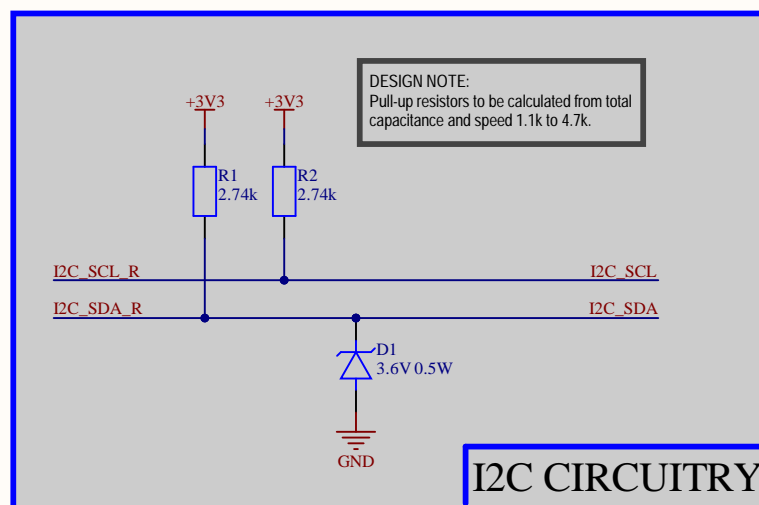 DESIGN NOTE:
Pull-up resistors to be calculated from total
capacitance and speed 1.1k to 4.7k.
+3V3
+3V3
R1
2.74k
R2
2.74k
I2C_SCL_R
I2C_SCL
I2C_SDA_R
I2C_SDA
D1
3.6V 0.5W
GND
I2C CIRCUITRY